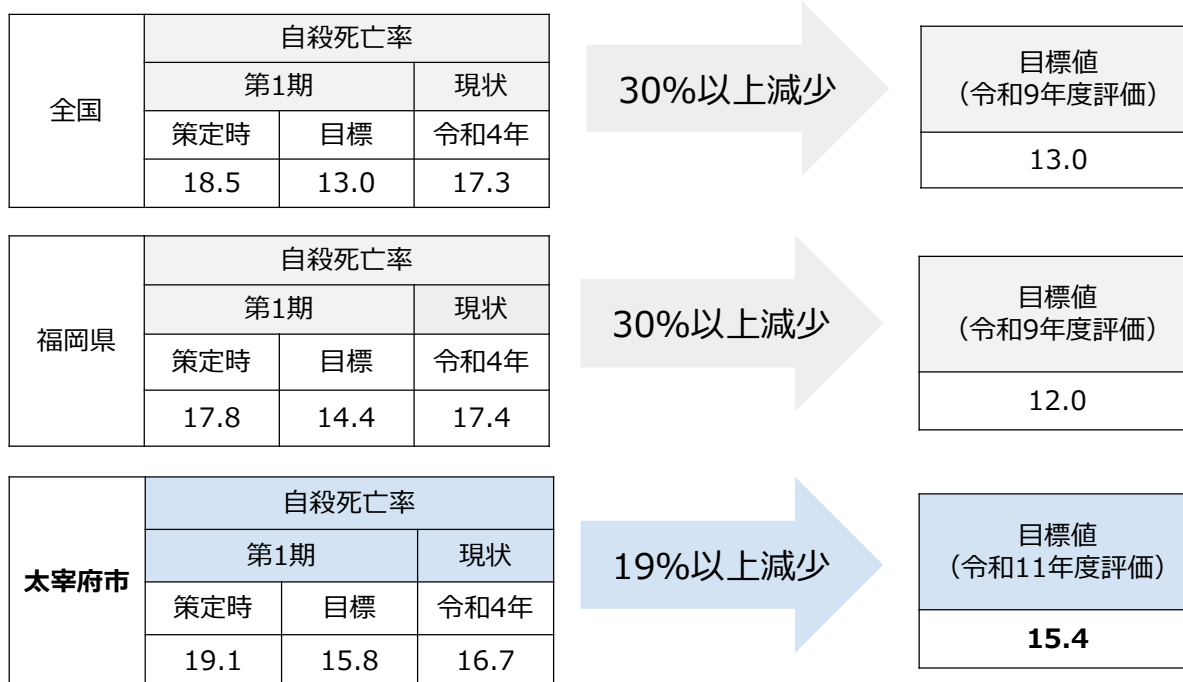 全国
自殺死亡率
第1期 現状
策定時 目標 令和4年
18.5 13.0 17.3
30%以上減少
目標値
（令和9年度評価）
13.0
福岡県
自殺死亡率
第1期 現状
策定時 目標 令和4年
17.8 14.4 17.4
30%以上減少
目標値
（令和9年度評価）
12.0
太宰府市
自殺死亡率
第1期 現状
策定時 目標 令和4年
19.1 15.8 16.7
19%以上減少
目標値
（令和11年度評価）
15.4